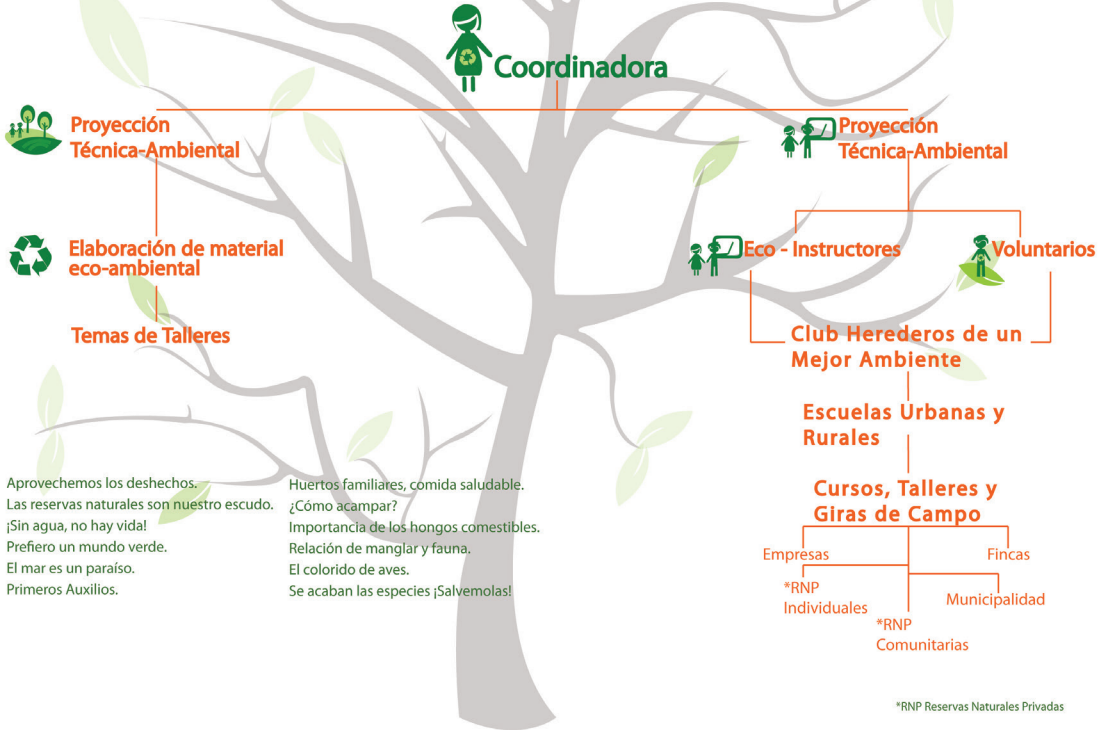 Coordinadora
Proyección
Técnica-Ambiental
Elaboración de material
eco-ambiental
Temas de Talleres
Aprovechemos los deshechos.
Las reservas naturales son nuestro escudo.
¡Sin agua, no hay vida!
Prefiero un mundo verde.
El mar es un paraíso.
Primeros Auxilios.
Huertos familiares, comida saludable.
¿Cómo acampar?
Importancia de los hongos comestibles.
Relación de manglar y fauna.
El colorido de aves.
Se acaban las especies ¡Salvemolas!
Proyección
Técnica-Ambiental
Eco - Instructores
Voluntarios
Club Herederos de un
Mejor Ambiente
Escuelas Urbanas y
Rurales
Cursos, Talleres y
Giras de Campo
Empresas
Fincas
*RNP
Individuales
Municipalidad
*RNP
Comunitarias
*RNP Reservas Naturales Privadas